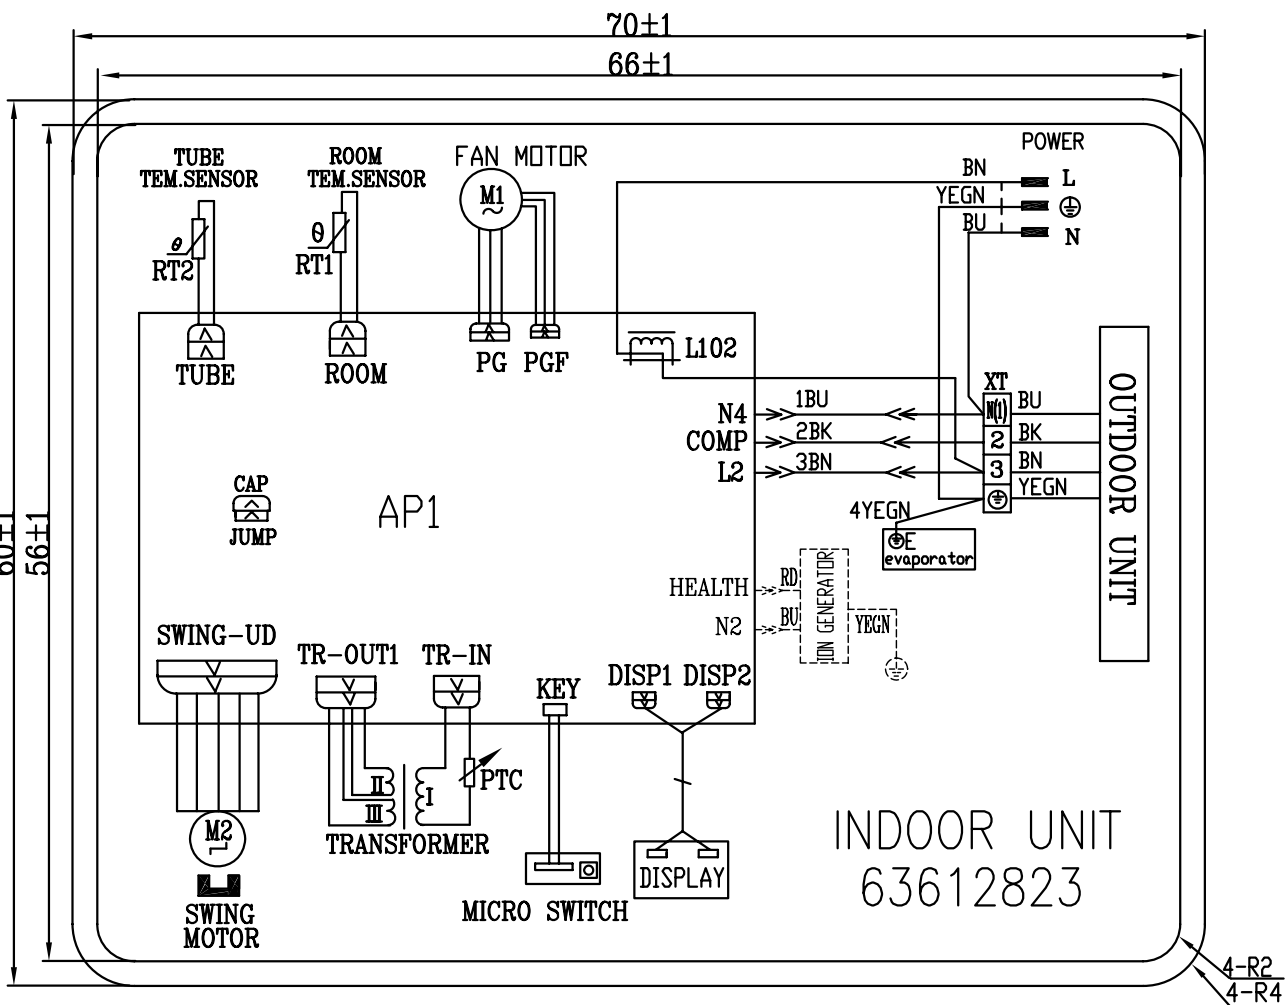 70±1
66±1
60±1
56±1
TUBE
TEM.SENSOR
ROOM
TEM.SENSOR
FAN MOTOR
POWER
M1
~
BN
L
YEGN
BU
N
θ
RT2
θ
RT1
TUBE
ROOM
PG
PGF
L102
XT
N4
1BU
N(1)
BU
COMP
2BK
2
BK
L2
3BN
3
BN
YEGN
OUTDOOR UNIT
CAP
JUMP
AP1
4YEGN
E
evaporator
HEALTH
RD
N2
BU
ION GENERATOR
YEGN
SWING-UD
TR-OUT1
TR-IN
KEY
DISP1
DISP2
II
III
I
PTC
TRANSFORMER
M2
SWING
MOTOR
MICRO SWITCH
DISPLAY
INDOOR UNIT
63612823
4-R2
4-R4